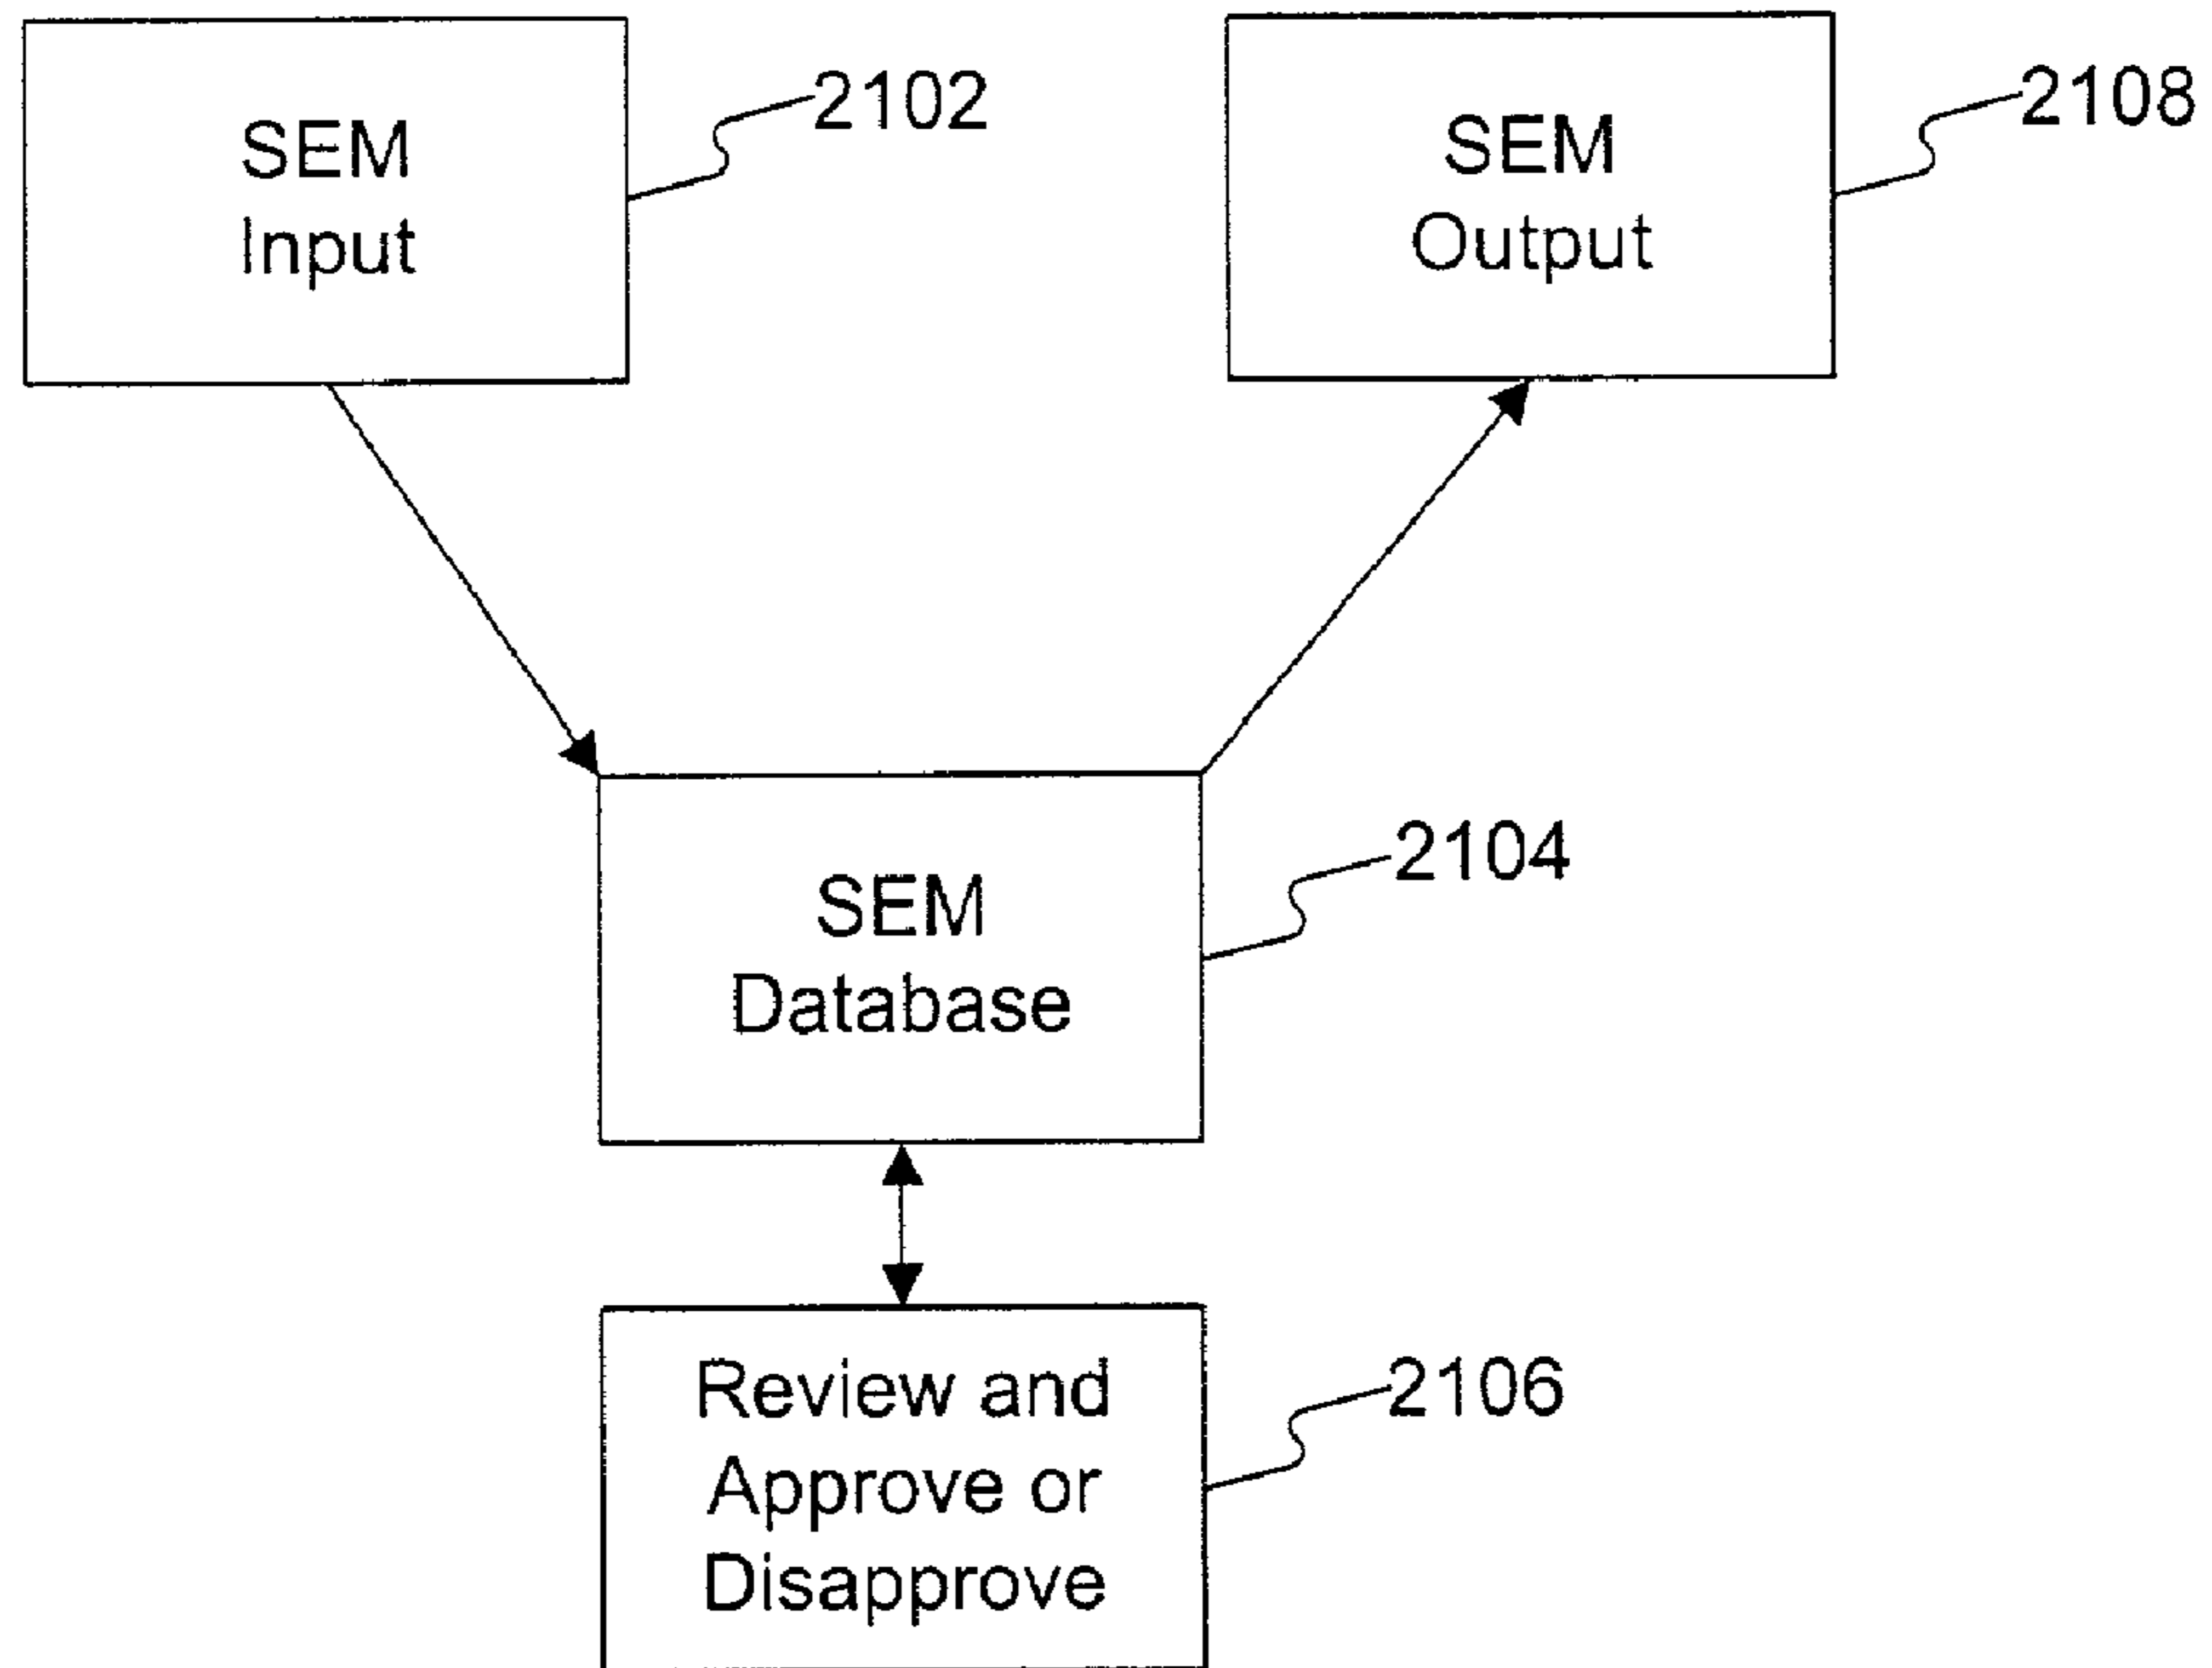 SEM
Input
2102
SEM
Output
2108
SEM
Database
2104
Review and
Approve or
Disapprove
2106